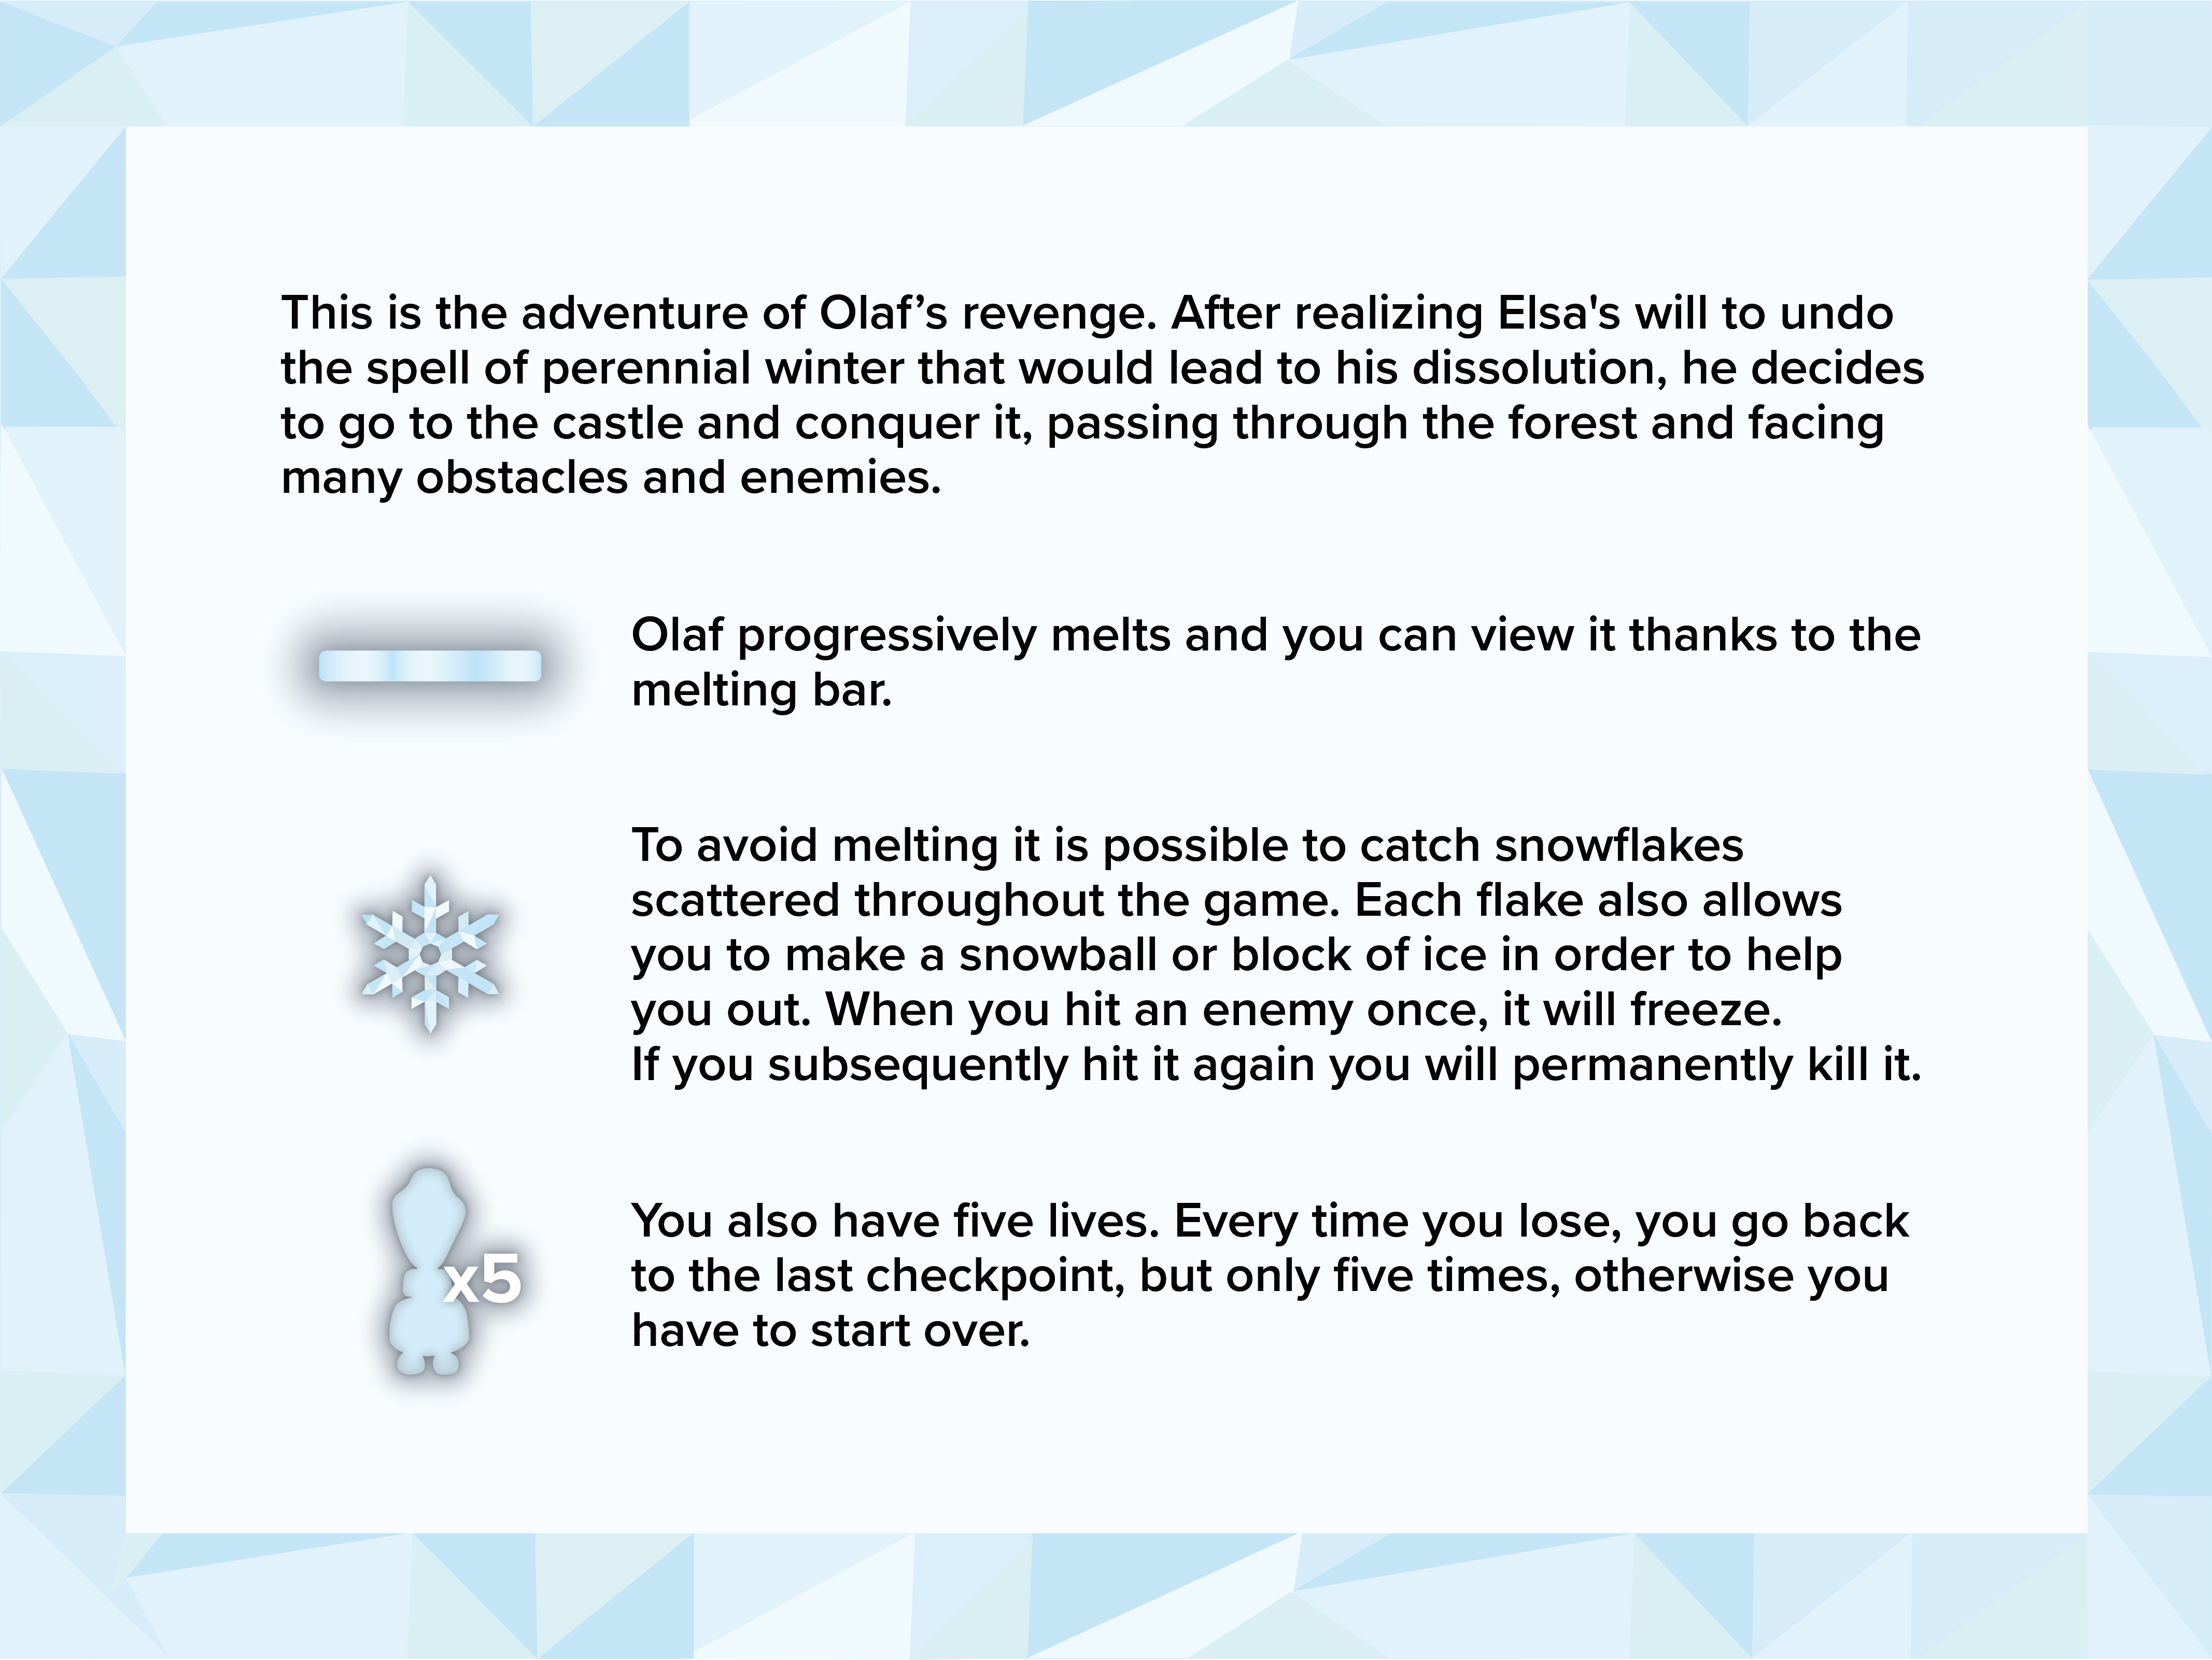 This is the adventure of Olaf’s revenge. After realizing Elsa's will to undo
the spell of perennial winter that would lead to his dissolution, he decides
to go to the castle and conquer it, passing through the forest and facing
many obstacles and enemies.
Olaf progressively melts and you can view it thanks to the
melting bar.
To avoid melting it is possible to catch snowflakes
scattered throughout the game. Each flake also allows
you to make a snowball or block of ice in order to help
you out. When you hit an enemy once, it will freeze.
If you subsequently hit it again you will permanently kill it.
x5
You also have five lives. Every time you lose, you go back
to the last checkpoint, but only five times, otherwise you
have to start over.